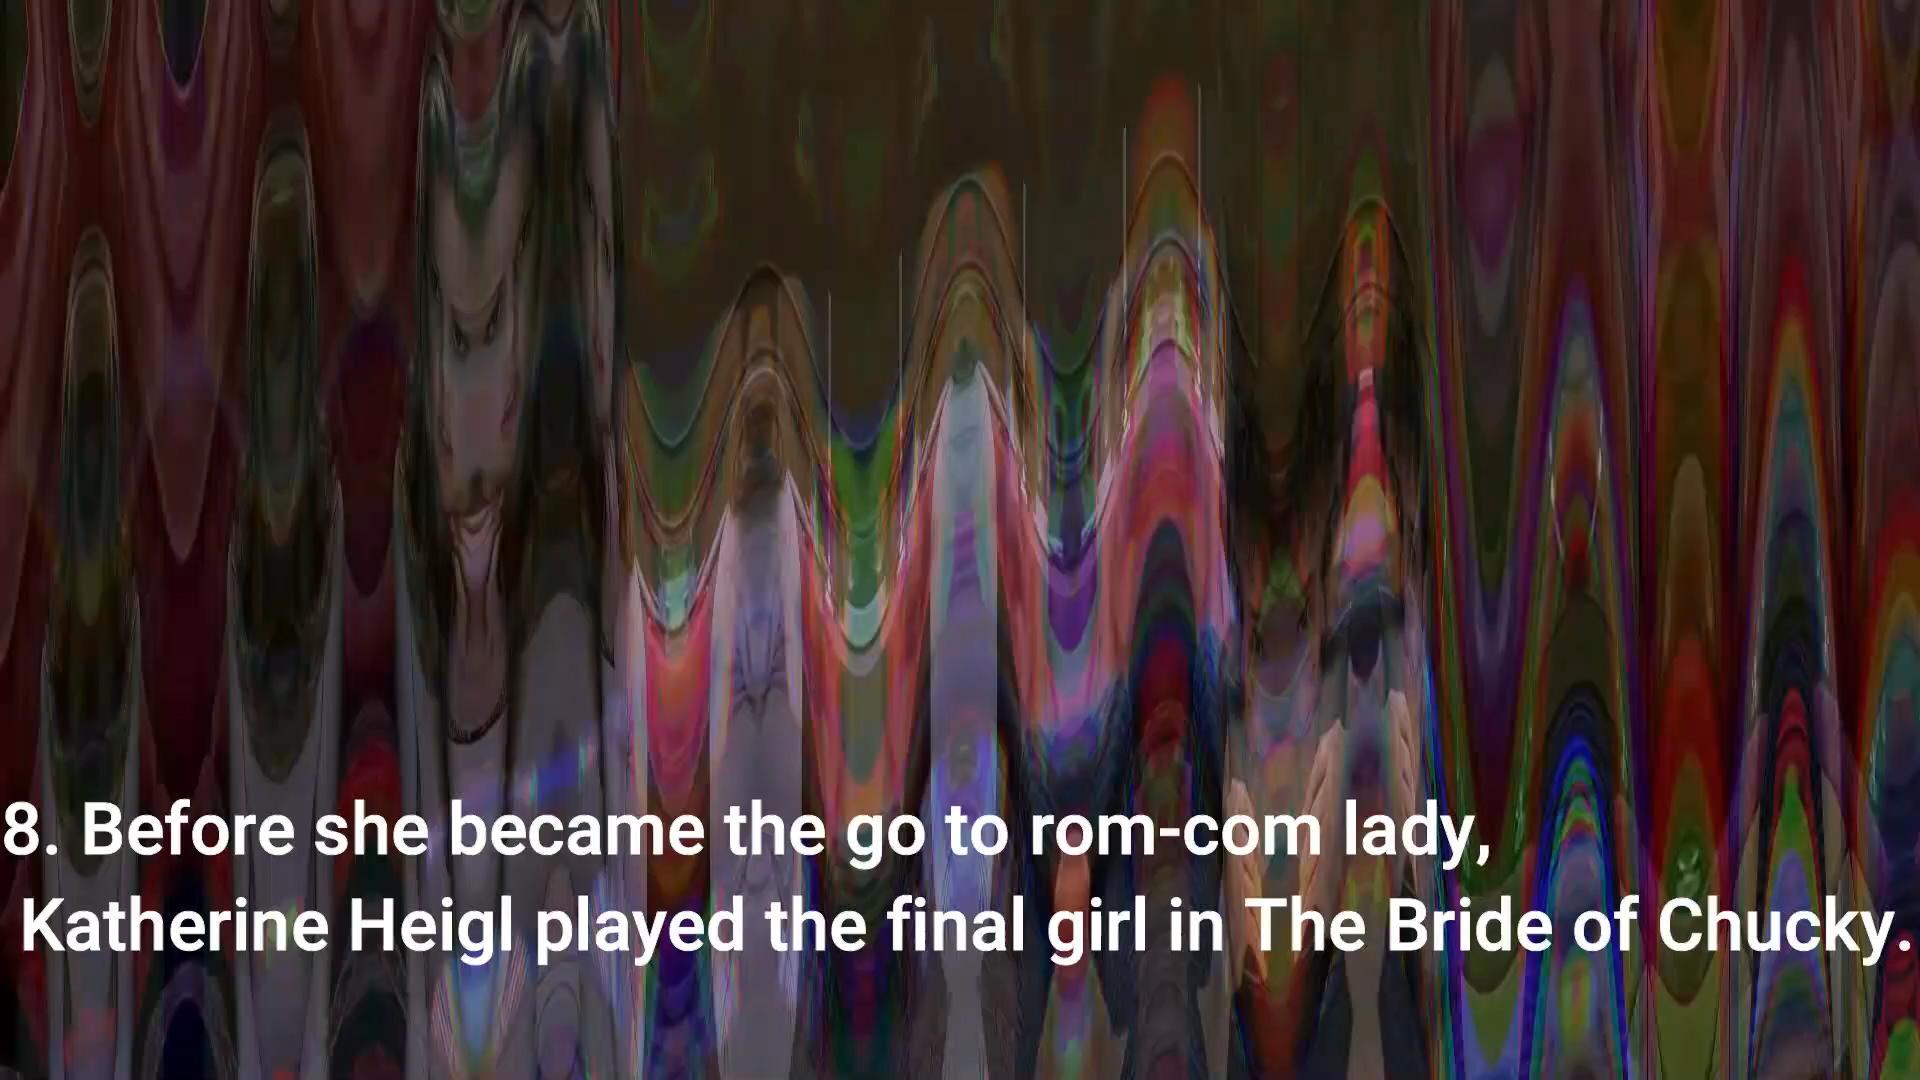 8. Before she became the go to rom-com lady,
Katherine Heigl played the final girl in The Bride of Chucky.